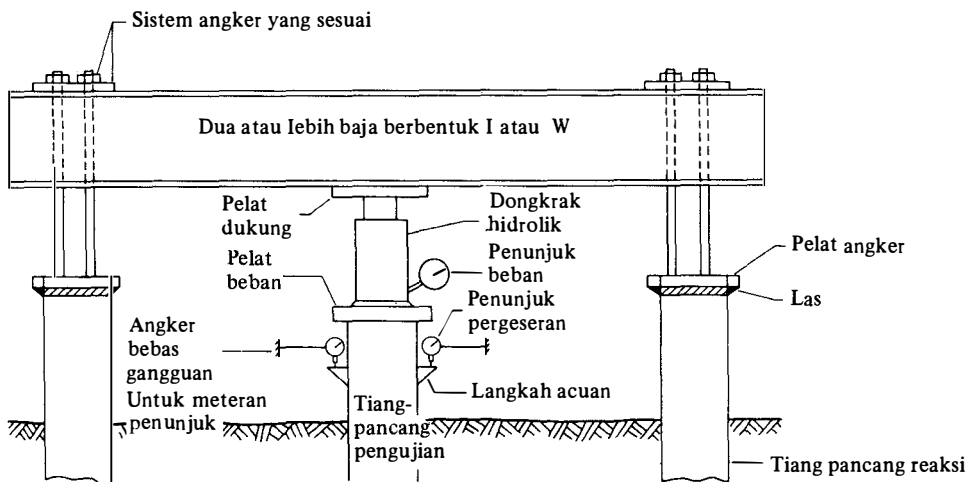 Sistem angker yang sesuai
Dua atau Iebih baja berbentuk I atau W
Pelat
dukung
Dongkrak
hidrolik
Pelat
beban
Penunjuk
beban
Pelat angker
Las
Penunjuk
pergeseran
Angker
bebas
gangguan
Untuk meteran
penunjuk
Langkah acuan
Tiang-
pancang
pengujian
Tiang pancang reaksi